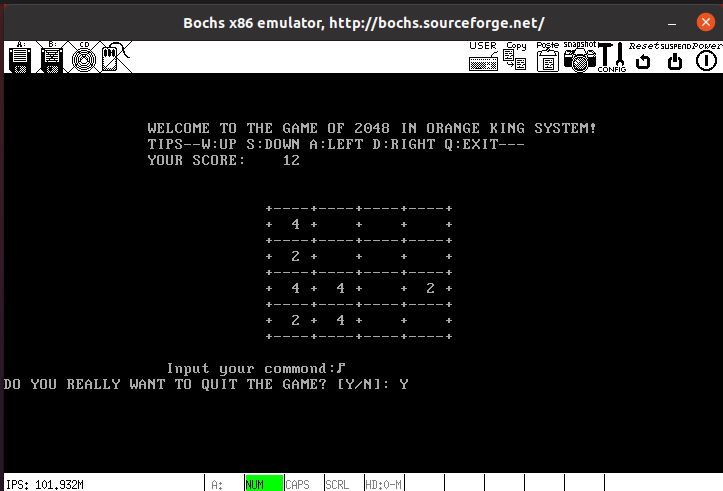 Bochs x86 emulator, http://bochs.sourceforge.net/
A: B: CD USER Copy Paste snapshot CONFIG Reset SUSPEND Power
WELCOME TO THE GAME OF 2048 IN ORANGE KING SYSTEM!
TIPS--W:UP S:DOWN A:LEFT D:RIGHT Q:EXIT---
YOUR SCORE: 12
+----+----+----+----+
+ 4 + + + +
+----+----+----+----+
+ 2 + + + +
+----+----+----+----+
+ 4 + 4 + + 2 +
+----+----+----+----+
+ 2 + 4 + + +
+----+----+----+----+
Input your commond:♪
DO YOU REALLY WANT TO QUIT THE GAME? [Y/N]: Y
IPS: 101.932M A: NUM CAPS SCRL HD:0-M